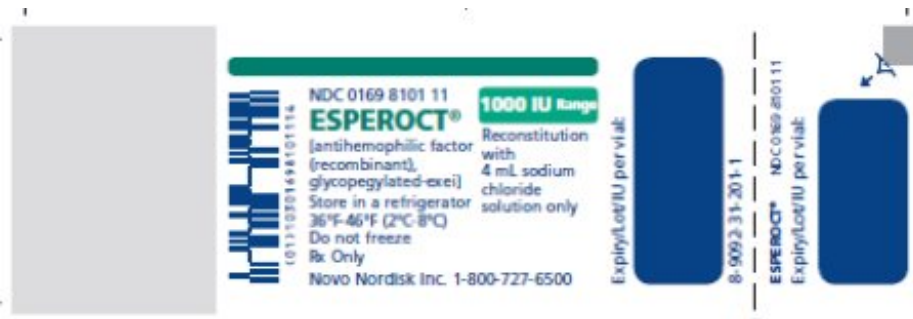 NDC 0169 8101 11
ESPEROCT®
[antihemophilic factor
(recombinant),
glycopegylated-exei]
Store in a refrigerator
36°F-46°F (2°C-8°C)
Do not freeze
Rx Only
Novo Nordisk Inc. 1-800-727-6500
1000 IU Range
Reconstitution
with
4 mL sodium
chloride
solution only
Expiry/Lot/IU per vial:
8-9092-31-201-1
ESPEROCT® NDC 0169 8101 11
Expiry/Lot/IU per vial: